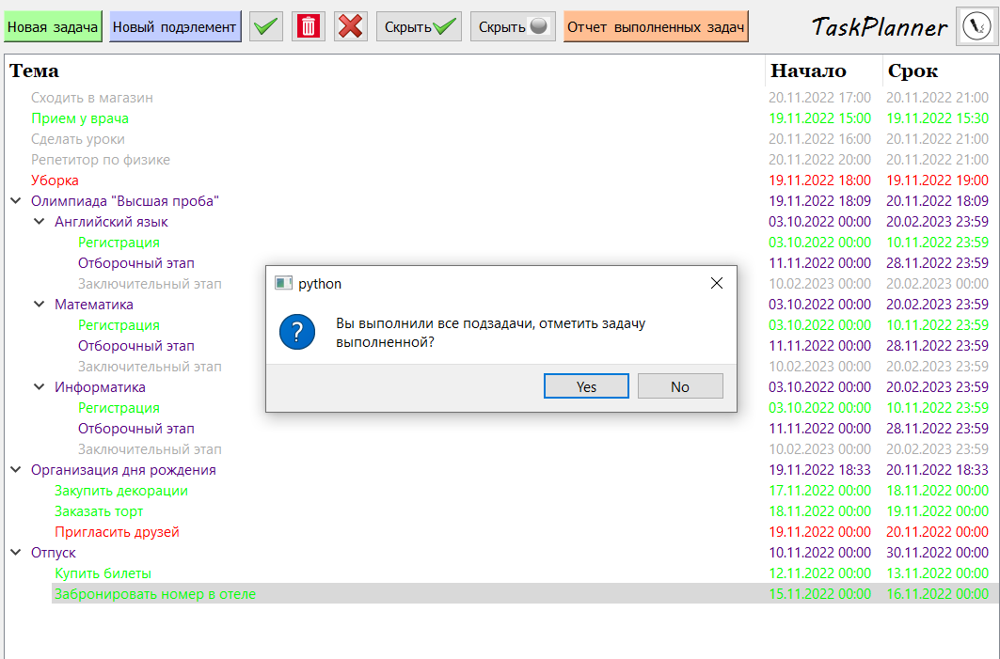 Новая задача Новый подэлемент Скрыть Скрыть Отчет выполненных задач TaskPlanner
Тема Начало Срок
Сходить в магазин 20.11.2022 17:00 20.11.2022 21:00
Прием у врача 19.11.2022 15:00 19.11.2022 15:30
Сделать уроки 20.11.2022 16:00 20.11.2022 21:00
Репетитор по физике 20.11.2022 20:00 20.11.2022 21:00
Уборка 19.11.2022 18:00 19.11.2022 19:00
Олимпиада "Высшая проба" 19.11.2022 18:09 20.11.2022 18:09
Английский язык 03.10.2022 00:00 20.02.2023 23:59
Регистрация 03.10.2022 00:00 10.11.2022 23:59
Отборочный этап 11.11.2022 00:00 28.11.2022 23:59
Заключительный этап 10.02.2023 00:00 20.02.2023 00:00
Математика 03.10.2022 00:00 20.02.2023 23:59
Регистрация 03.10.2022 00:00 10.11.2022 23:59
Отборочный этап 11.11.2022 00:00 28.11.2022 23:59
Заключительный этап 10.02.2023 00:00 20.02.2023 23:59
Информатика 03.10.2022 00:00 20.02.2023 23:59
Регистрация 03.10.2022 00:00 10.11.2022 23:59
Отборочный этап 11.11.2022 00:00 28.11.2022 23:59
Заключительный этап 10.02.2023 00:00 20.02.2023 23:59
Организация дня рождения 19.11.2022 18:33 20.11.2022 18:33
Закупить декорации 17.11.2022 00:00 18.11.2022 00:00
Заказать торт 18.11.2022 00:00 19.11.2022 00:00
Пригласить друзей 19.11.2022 00:00 20.11.2022 00:00
Отпуск 10.11.2022 00:00 30.11.2022 00:00
Купить билеты 12.11.2022 00:00 13.11.2022 00:00
Забронировать номер в отеле 15.11.2022 00:00 16.11.2022 00:00
python
Вы выполнили все подзадачи, отметить задачу
выполненной?
Yes No